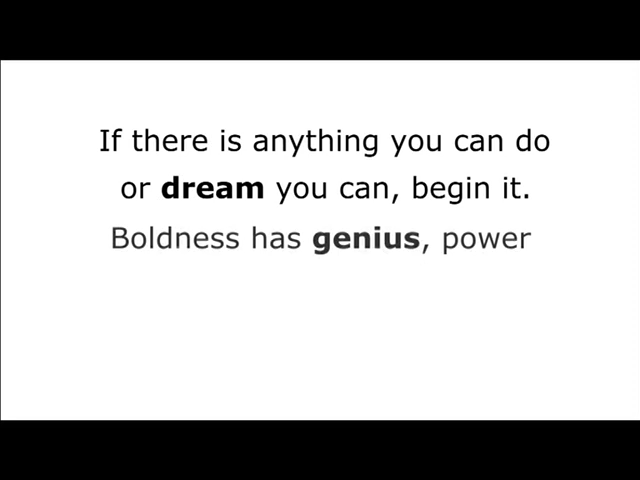 If there is anything you can do
or dream you can, begin it.
Boldness has genius, power